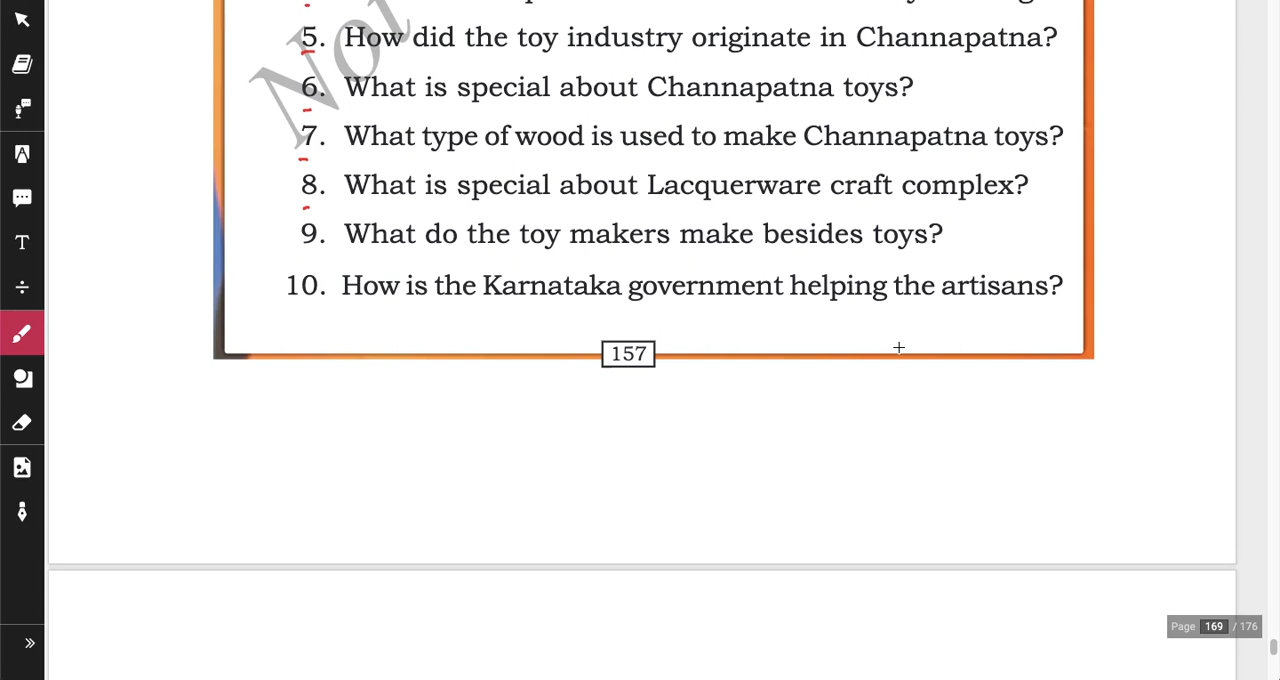 5. How did the toy industry originate in Channapatna?
6. What is special about Channapatna toys?
7. What type of wood is used to make Channapatna toys?
8. What is special about Lacquerware craft complex?
9. What do the toy makers make besides toys?
10. How is the Karnataka government helping the artisans?
157
Page 169 / 176